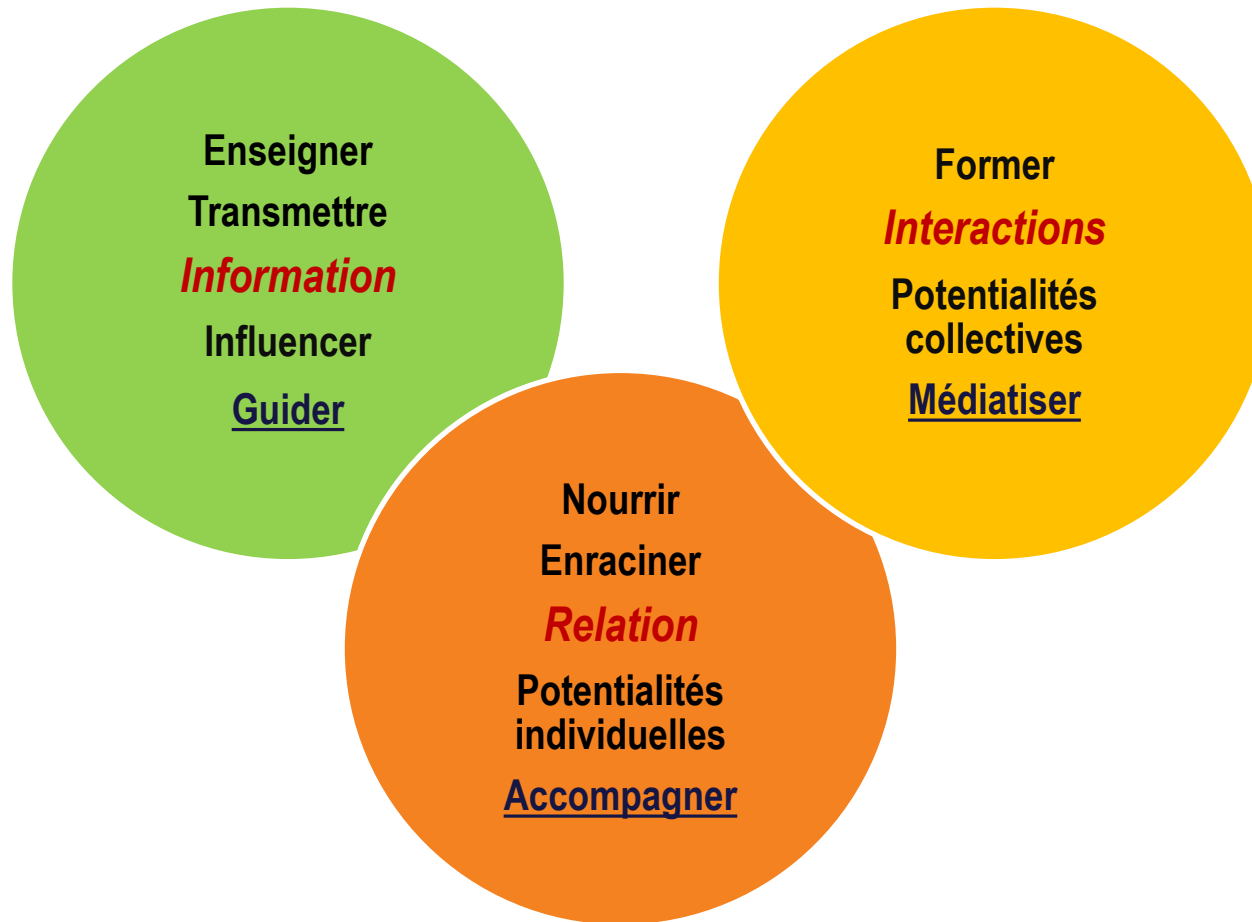 Enseigner
Transmettre
Information
Influencer
Guider
Former
Interactions
Potentialités
collectives
Médiatiser
Nourrir
Enraciner
Relation
Potentialités
individuelles
Accompagner